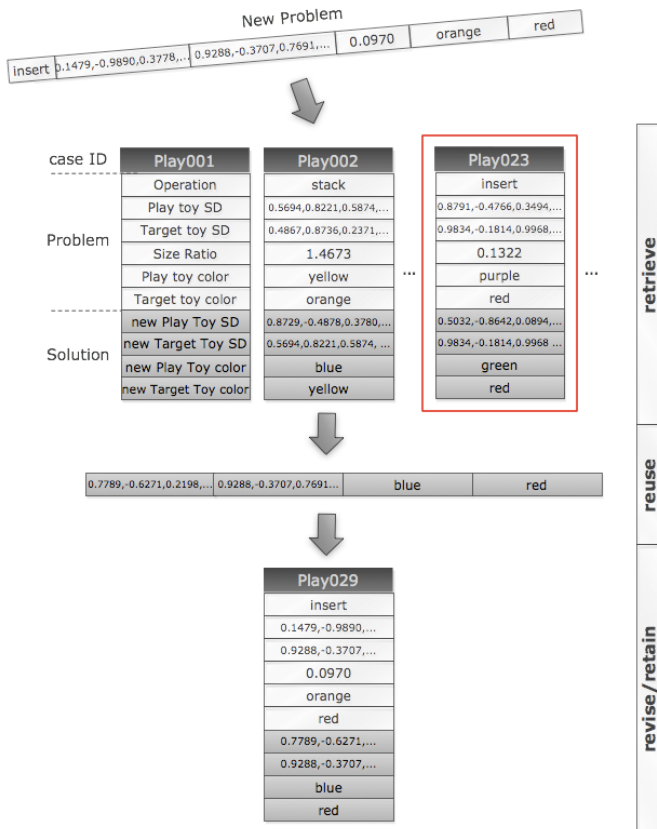 New Problem
insert 0.1479,-0.9890,0.3778,... 0.9288,-0.3707,0.7691,... 0.0970 orange red
case ID Play001 Play002 Play023
Operation stack insert
Play toy SD 0.5694,0.8221,0.5874,... 0.8791,-0.4766,0.3494,...
Problem Target toy SD 0.4867,0.8736,0.2371,... 0.9834,-0.1814,0.9968,...
Size Ratio 1.4673 0.1322
Play toy color yellow ... purple ...
Target toy color orange red
new Play Toy SD 0.8729,-0.4878,0.3780,... 0.5032,-0.8642,0.0894,...
Solution new Target Toy SD 0.5694,0.8221,0.5874, ... 0.9834,-0.1814,0.9968 ...
new Play Toy color blue green
new Target Toy color yellow red
retrieve
0.7789,-0.6271,0.2198,... 0.9288,-0.3707,0.7691... blue red
reuse
Play029
insert
0.1479,-0.9890,...
0.9288,-0.3707,...
0.0970
orange
red
0.7789,-0.6271,...
0.9288,-0.3707,...
blue
red
revise/retain